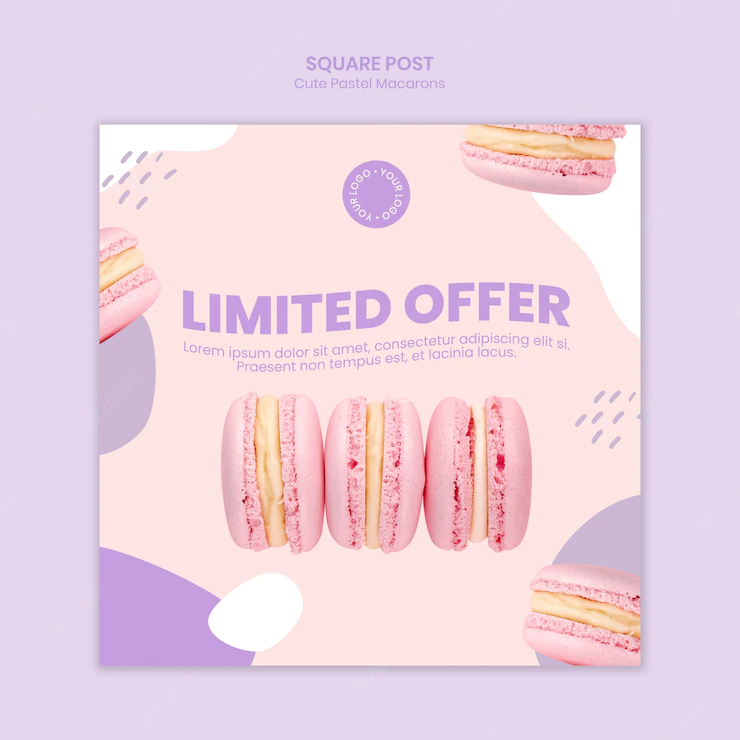 SQUARE POST
Cute Pastel Macarons
YOUR LOGO • YOUR LOGO •
LIMITED OFFER
Lorem ipsum dolor sit amet, consectetur adipiscing elit si.
Praesent non tempus est, et lacinia lacus.